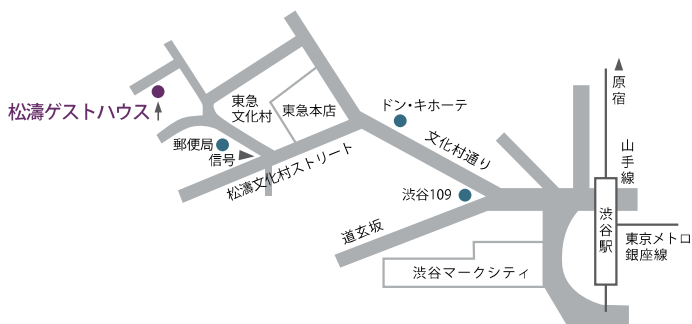 松濤ゲストハウス
東急
文化村
東急本店
郵便局
信号
ドン・キホーテ
文化村通り
松濤文化村ストリート
渋谷109
道玄坂
渋谷マークシティ
原宿
山手線
渋谷駅
東京メトロ
銀座線